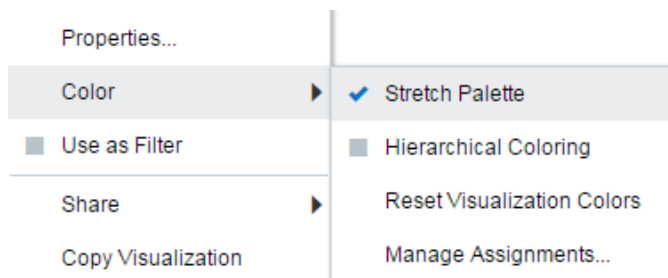 Properties...
Color
Use as Filter
Share
Copy Visualization
Stretch Palette
Hierarchical Coloring
Reset Visualization Colors
Manage Assignments...